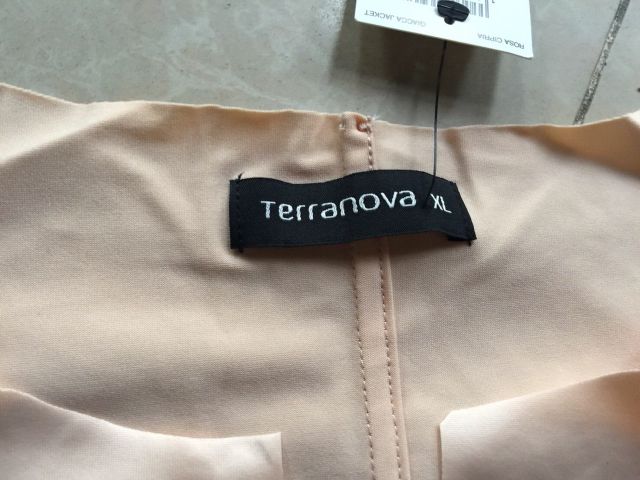 ROSA CIPRIA
GIACCA JACKET
Terranova XL